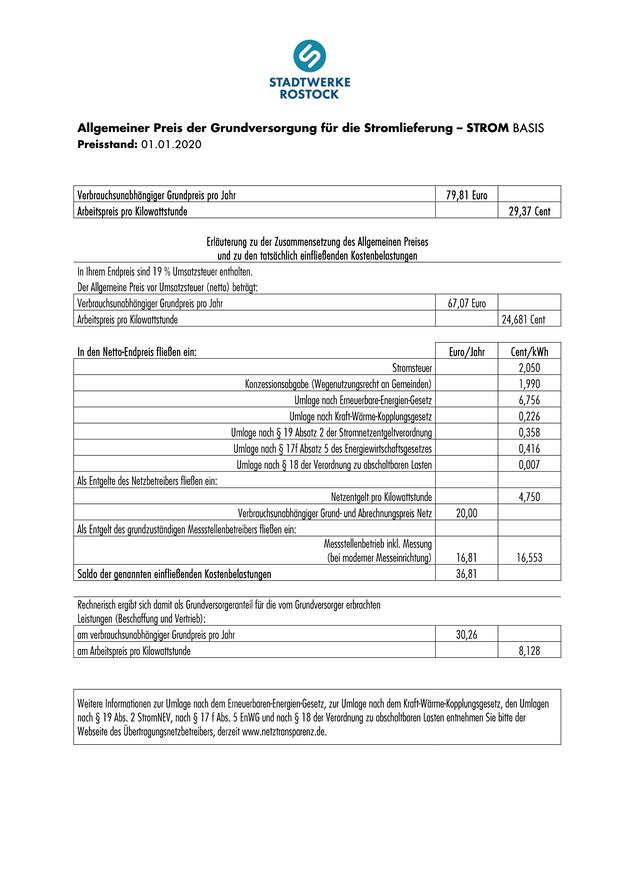 STADTWERKE
ROSTOCK
Allgemeiner Preis der Grundversorgung für die Stromlieferung – STROM BASIS
Preisstand: 01.01.2020
Verbrauchsunabhängiger Grundpreis pro Jahr 79,81 Euro
Arbeitspreis pro Kilowattstunde 29,37 Cent
Erläuterung zu der Zusammensetzung des Allgemeinen Preises
und zu den tatsächlich einfließenden Kostenbelastungen
In Ihrem Endpreis sind 19 % Umsatzsteuer enthalten.
Der Allgemeine Preis vor Umsatzsteuer (netto) beträgt:
Verbrauchsunabhängiger Grundpreis pro Jahr 67,07 Euro
Arbeitspreis pro Kilowattstunde 24,681 Cent
In den Netto-Endpreis fließen ein: Euro/Jahr Cent/kWh
Stromsteuer 2,050
Konzessionsabgabe (Wegenutzungsrecht an Gemeinden) 1,990
Umlage nach Erneuerbare-Energien-Gesetz 6,756
Umlage nach Kraft-Wärme-Kopplungsgesetz 0,226
Umlage nach § 19 Absatz 2 der Stromnetzentgeltverordnung 0,358
Umlage nach § 17f Absatz 5 des Energiewirtschaftsgesetzes 0,416
Umlage nach § 18 der Verordnung zu abschaltbaren Lasten 0,007
Als Entgelte des Netzbetreibers fließen ein:
Netzentgelt pro Kilowattstunde 4,750
Verbrauchsunabhängiger Grund- und Abrechnungspreis Netz 20,00
Als Entgelt des grundzuständigen Messstellenbetreibers fließen ein:
Messstellenbetrieb inkl. Messung
(bei moderner Messeinrichtung) 16,81 16,553
Saldo der genannten einfließenden Kostenbelastungen 36,81
Rechnerisch ergibt sich damit als Grundversorgeranteil für die vom Grundversorger erbrachten
Leistungen (Beschaffung und Vertrieb):
am verbrauchsunabhängiger Grundpreis pro Jahr 30,26
am Arbeitspreis pro Kilowattstunde 8,128
Weitere Informationen zur Umlage nach dem Erneuerbaren-Energien-Gesetz, zur Umlage nach dem Kraft-Wärme-Kopplungsgesetz, den Umlagen
nach § 19 Abs. 2 StromNEV, nach § 17 f Abs. 5 EnWG und nach § 18 der Verordnung zu abschaltbaren Lasten entnehmen Sie bitte der
Webseite des Übertragungsnetzbetreibers, derzeit www.netztransparenz.de.